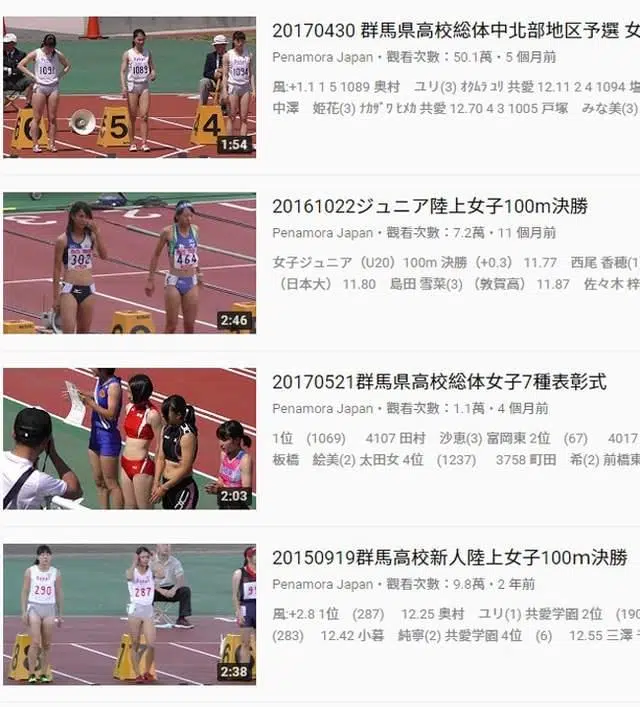 1091
1089
1094
6
5
4
1:54
20170430 群馬県高校総体中北部地区予選 女
Penamora Japan・觀看次數：50.1萬・5 個月前
風:+1.1 1 5 1089 奥村　ユリ(3) ｵｸﾑﾗ ﾕﾘ 共愛 12.11 2 4 1094 塩
中澤　姫花(3) ﾅｶｻﾞﾜ ﾋﾒｶ 共愛 12.70 4 3 1005 戸塚　みな美(3)
302
464
2:46
20161022ジュニア陸上女子100m決勝
Penamora Japan・觀看次數：7.2萬・11 個月前
女子ジュニア（U20）100m 決勝（+0.3） 11.77　西尾 香穂(1
（日本大） 11.80　島田 雪菜(3) （敦賀高） 11.87　佐々木 梓
2:03
20170521群馬県高校総体女子7種表彰式
Penamora Japan・觀看次數：1.1萬・4 個月前
1位　(1069)　 4107 田村　沙恵(3) 富岡東 2位　(67)　 4017
板橋　絵美(2) 太田女 4位　(1237)　 3758 町田　希(2) 前橋東
290
287
8
7
6
2:38
20150919群馬高校新人陸上女子100ｍ決勝
Penamora Japan・觀看次數：9.8萬・2 年前
風:+2.8 1位　(287)　 12.25 奥村　ユリ(1) 共愛学園 2位　(190
(283)　 12.42 小暮　純寧(2) 共愛学園 4位　(6)　 12.55 三澤